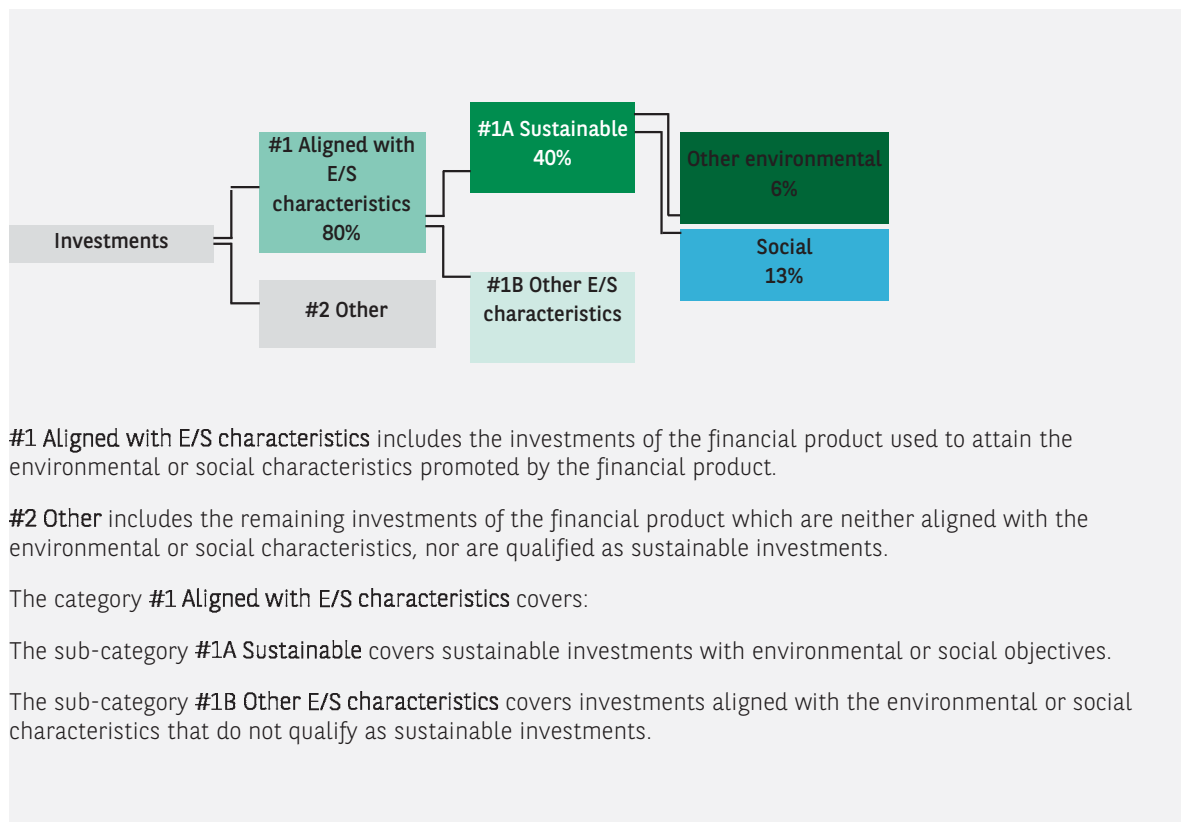 #1A Sustainable
40%
#1 Aligned with
E/S
characteristics
80%
Other environmental
6%
Investments
Social
13%
#2 Other
#1B Other E/S
characteristics
#1 Aligned with E/S characteristics includes the investments of the financial product used to attain the
environmental or social characteristics promoted by the financial product.
#2 Other includes the remaining investments of the financial product which are neither aligned with the
environmental or social characteristics, nor are qualified as sustainable investments.
The category #1 Aligned with E/S characteristics covers:
The sub-category #1A Sustainable covers sustainable investments with environmental or social objectives.
The sub-category #1B Other E/S characteristics covers investments aligned with the environmental or social
characteristics that do not qualify as sustainable investments.